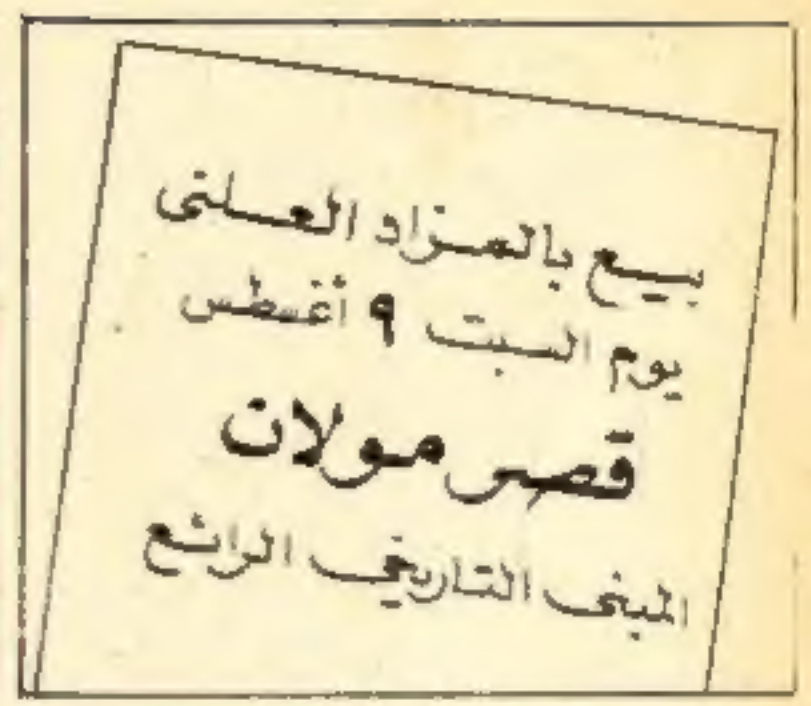 بيع بالمزاد العلنى
يوم السبت ٩ أغسطس
قصر مولان
المبنى التاريخى الرائع